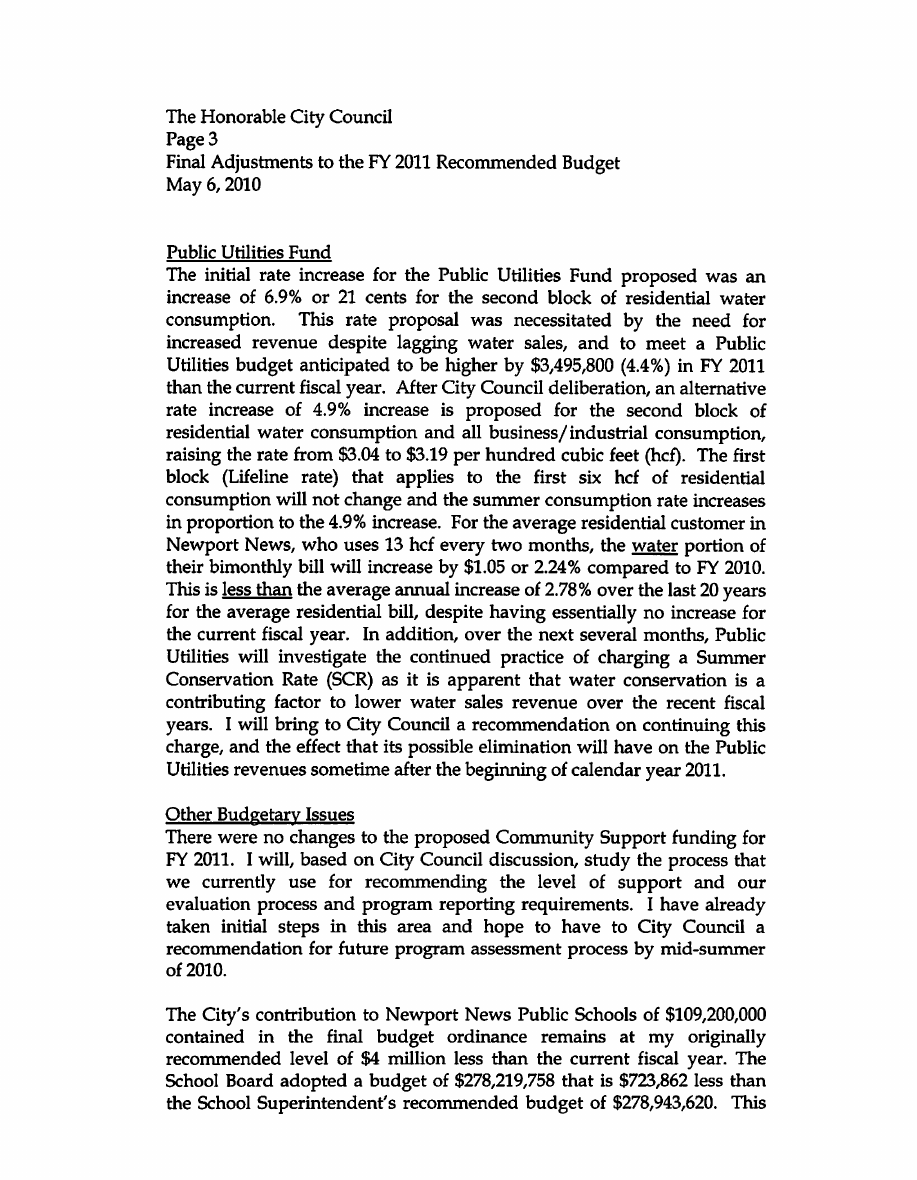 The Honorable City Council
Page 3
Final Adjustments to the FY 2011 Recommended Budget
May 6, 2010
Public Utilities Fund
The initial rate increase for the Public Utilities Fund proposed was an
increase of 6.9% or 21 cents for the second block of residential water
consumption. This rate proposal was necessitated by the need for
increased revenue despite lagging water sales, and to meet a Public
Utilities budget anticipated to be higher by $3,495,800 (4.4%) in FY 2011
than the current fiscal year. After City Council deliberation, an alternative
rate increase of 4.9% increase is proposed for the second block of
residential water consumption and all business/industrial consumption,
raising the rate from $3.04 to $3.19 per hundred cubic feet (hcf). The first
block (Lifeline rate) that applies to the first six hcf of residential
consumption will not change and the summer consumption rate increases
in proportion to the 4.9% increase. For the average residential customer in
Newport News, who uses 13 hcf every two months, the water portion of
their bimonthly bill will increase by $1.05 or 2.24% compared to FY 2010.
This is less than the average annual increase of 2.78% over the last 20 years
for the average residential bill, despite having essentially no increase for
the current fiscal year. In addition, over the next several months, Public
Utilities will investigate the continued practice of charging a Summer
Conservation Rate (SCR) as it is apparent that water conservation is a
contributing factor to lower water sales revenue over the recent fiscal
years. I will bring to City Council a recommendation on continuing this
charge, and the effect that its possible elimination will have on the Public
Utilities revenues sometime after the beginning of calendar year 2011.
Other Budgetary Issues
There were no changes to the proposed Community Support funding for
FY 2011. I will, based on City Council discussion, study the process that
we currently use for recommending the level of support and our
evaluation process and program reporting requirements. I have already
taken initial steps in this area and hope to have to City Council a
recommendation for future program assessment process by mid-summer
of 2010.
The City's contribution to Newport News Public Schools of $109,200,000
contained in the final budget ordinance remains at my originally
recommended level of $4 million less than the current fiscal year. The
School Board adopted a budget of $278,219,758 that is $723,862 less than
the School Superintendent's recommended budget of $278,943,620. This